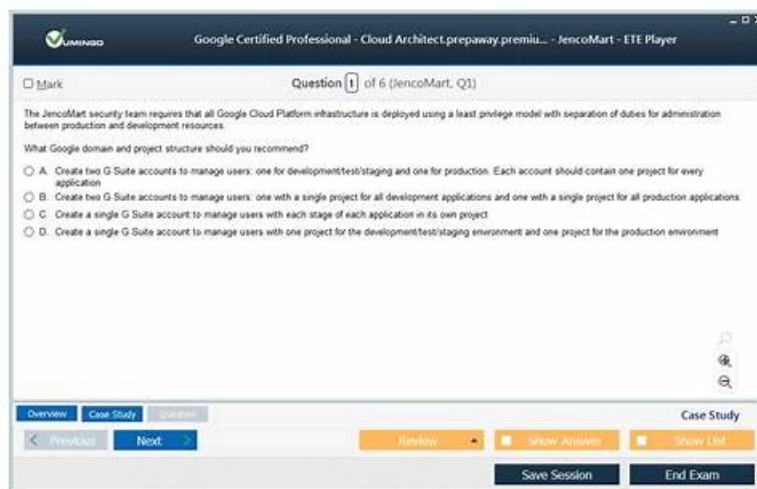 VUMINGO
Google Certified Professional - Cloud Architect.prepaway.premiu... - JencoMart - ETE Player
Mark
Question 1 of 6 (JencoMart, Q1)
The JencoMart security team requires that all Google Cloud Platform infrastructure is deployed using a least privilege model with separation of duties for administration
between production and development resources.
What Google domain and project structure should you recommend?
A. Create two G Suite accounts to manage users: one for development/test/staging and one for production. Each account should contain one project for every
application
B. Create two G Suite accounts to manage users: one with a single project for all development applications and one with a single project for all production applications
C. Create a single G Suite account to manage users with each stage of each application in its own project
D. Create a single G Suite account to manage users with one project for the development/test/staging environment and one project for the production environment
Overview Case Study Question
Case Study
< Previous Next >
Review Show Answer Show List
Save Session End Exam